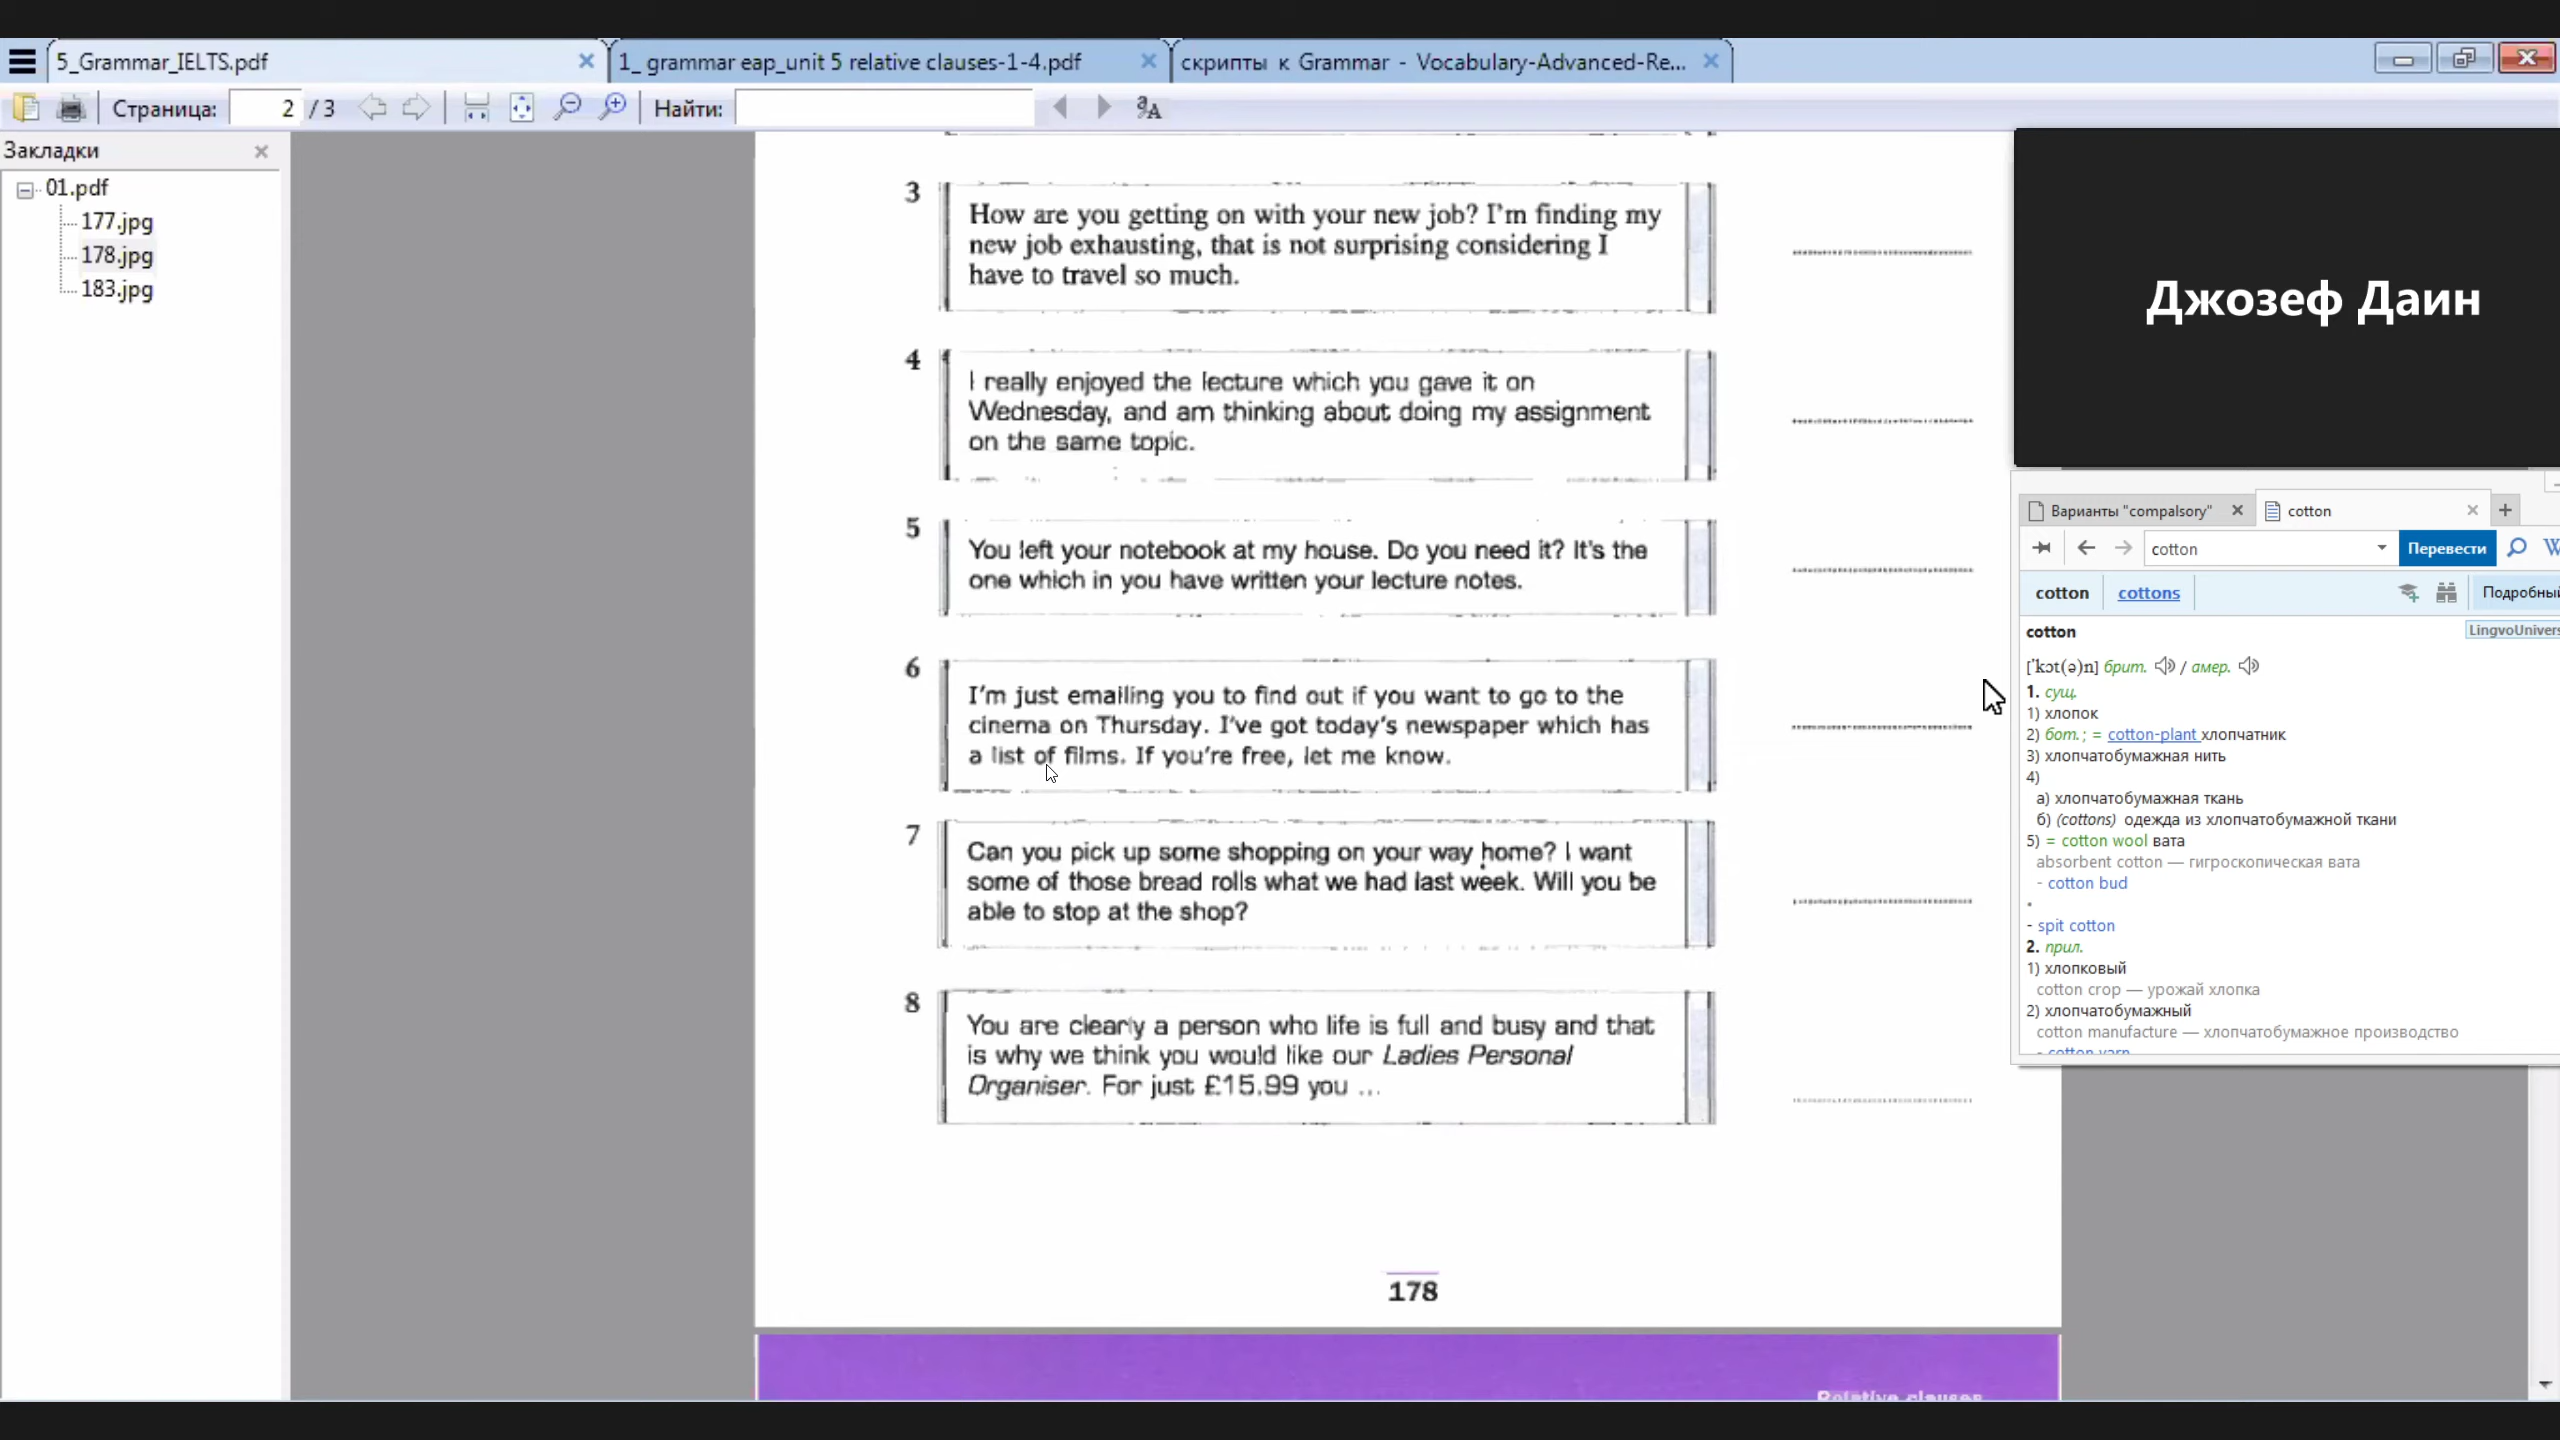 5_Grammar_IELTS.pdf
1_ grammar eap_unit 5 relative clauses-1-4.pdf
скрипты к Grammar - Vocabulary-Advanced-Re...
Страница: 2 / 3
Найти:
Закладки
01.pdf
177.jpg
178.jpg
183.jpg
3
How are you getting on with your new job? I'm finding my
new job exhausting, that is not surprising considering I
have to travel so much.
4
I really enjoyed the lecture which you gave it on
Wednesday, and am thinking about doing my assignment
on the same topic.
5
You left your notebook at my house. Do you need it? It's the
one which in you have written your lecture notes.
6
I'm just emailing you to find out if you want to go to the
cinema on Thursday. I've got today's newspaper which has
a list of films. If you're free, let me know.
7
Can you pick up some shopping on your way home? I want
some of those bread rolls what we had last week. Will you be
able to stop at the shop?
8
You are clearly a person who life is full and busy and that
is why we think you would like our Ladies Personal
Organiser. For just £15.99 you ...
178
Relative clauses
Джозеф Даин
Варианты "compalsory"
cotton
cotton
Перевести
cotton
cottons
Подробный
cotton
LingvoUnivers
['kɔt(ə)n] брит. / амер.
1. сущ.
1) хлопок
2) бот.; = cotton-plant хлопчатник
3) хлопчатобумажная нить
4)
а) хлопчатобумажная ткань
б) (cottons) одежда из хлопчатобумажной ткани
5) = cotton wool вата
absorbent cotton — гигроскопическая вата
- cotton bud
•
- spit cotton
2. прил.
1) хлопковый
cotton crop — урожай хлопка
2) хлопчатобумажный
cotton manufacture — хлопчатобумажное производство
- cotton yarn